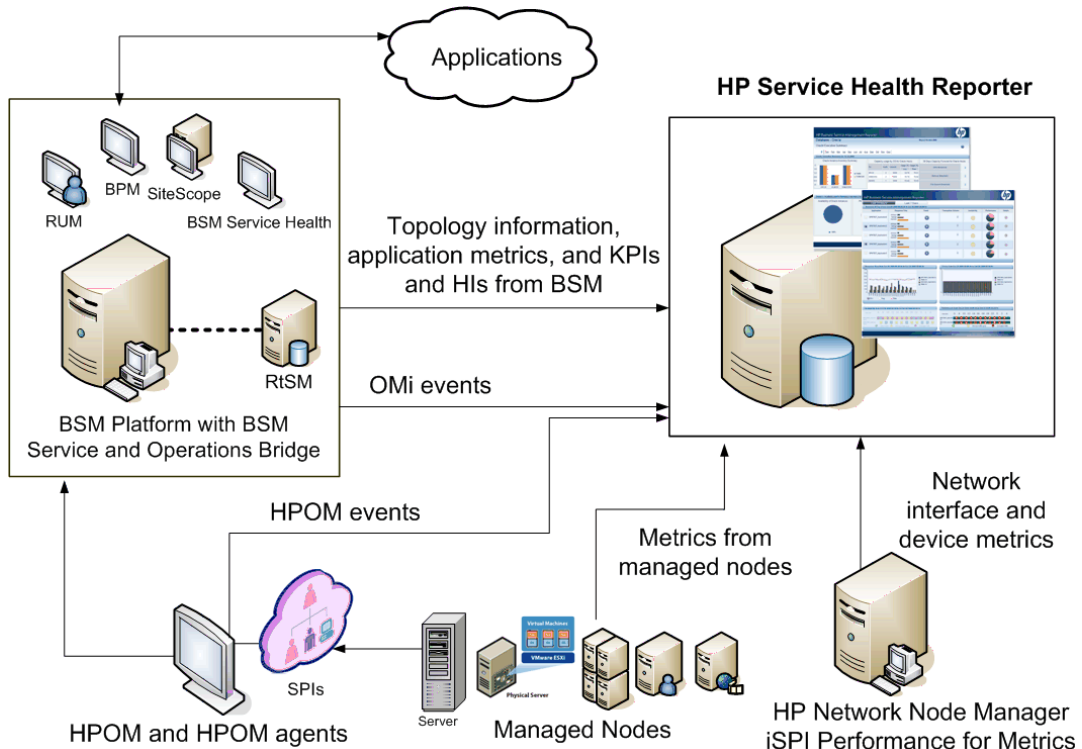 Applications
HP Service Health Reporter
hp
hp
RUM
BPM
SiteScope
BSM Service Health
Topology information,
application metrics, and KPIs
and HIs from BSM
RtSM
OMi events
BSM Platform with BSM
Service and Operations Bridge
HPOM events
Metrics from
managed nodes
Network
interface and
device metrics
Virtual Machines
VMware ESXi
Physical Server
SPIs
Server
Managed Nodes
HPOM and HPOM agents
HP Network Node Manager
iSPI Performance for Metrics